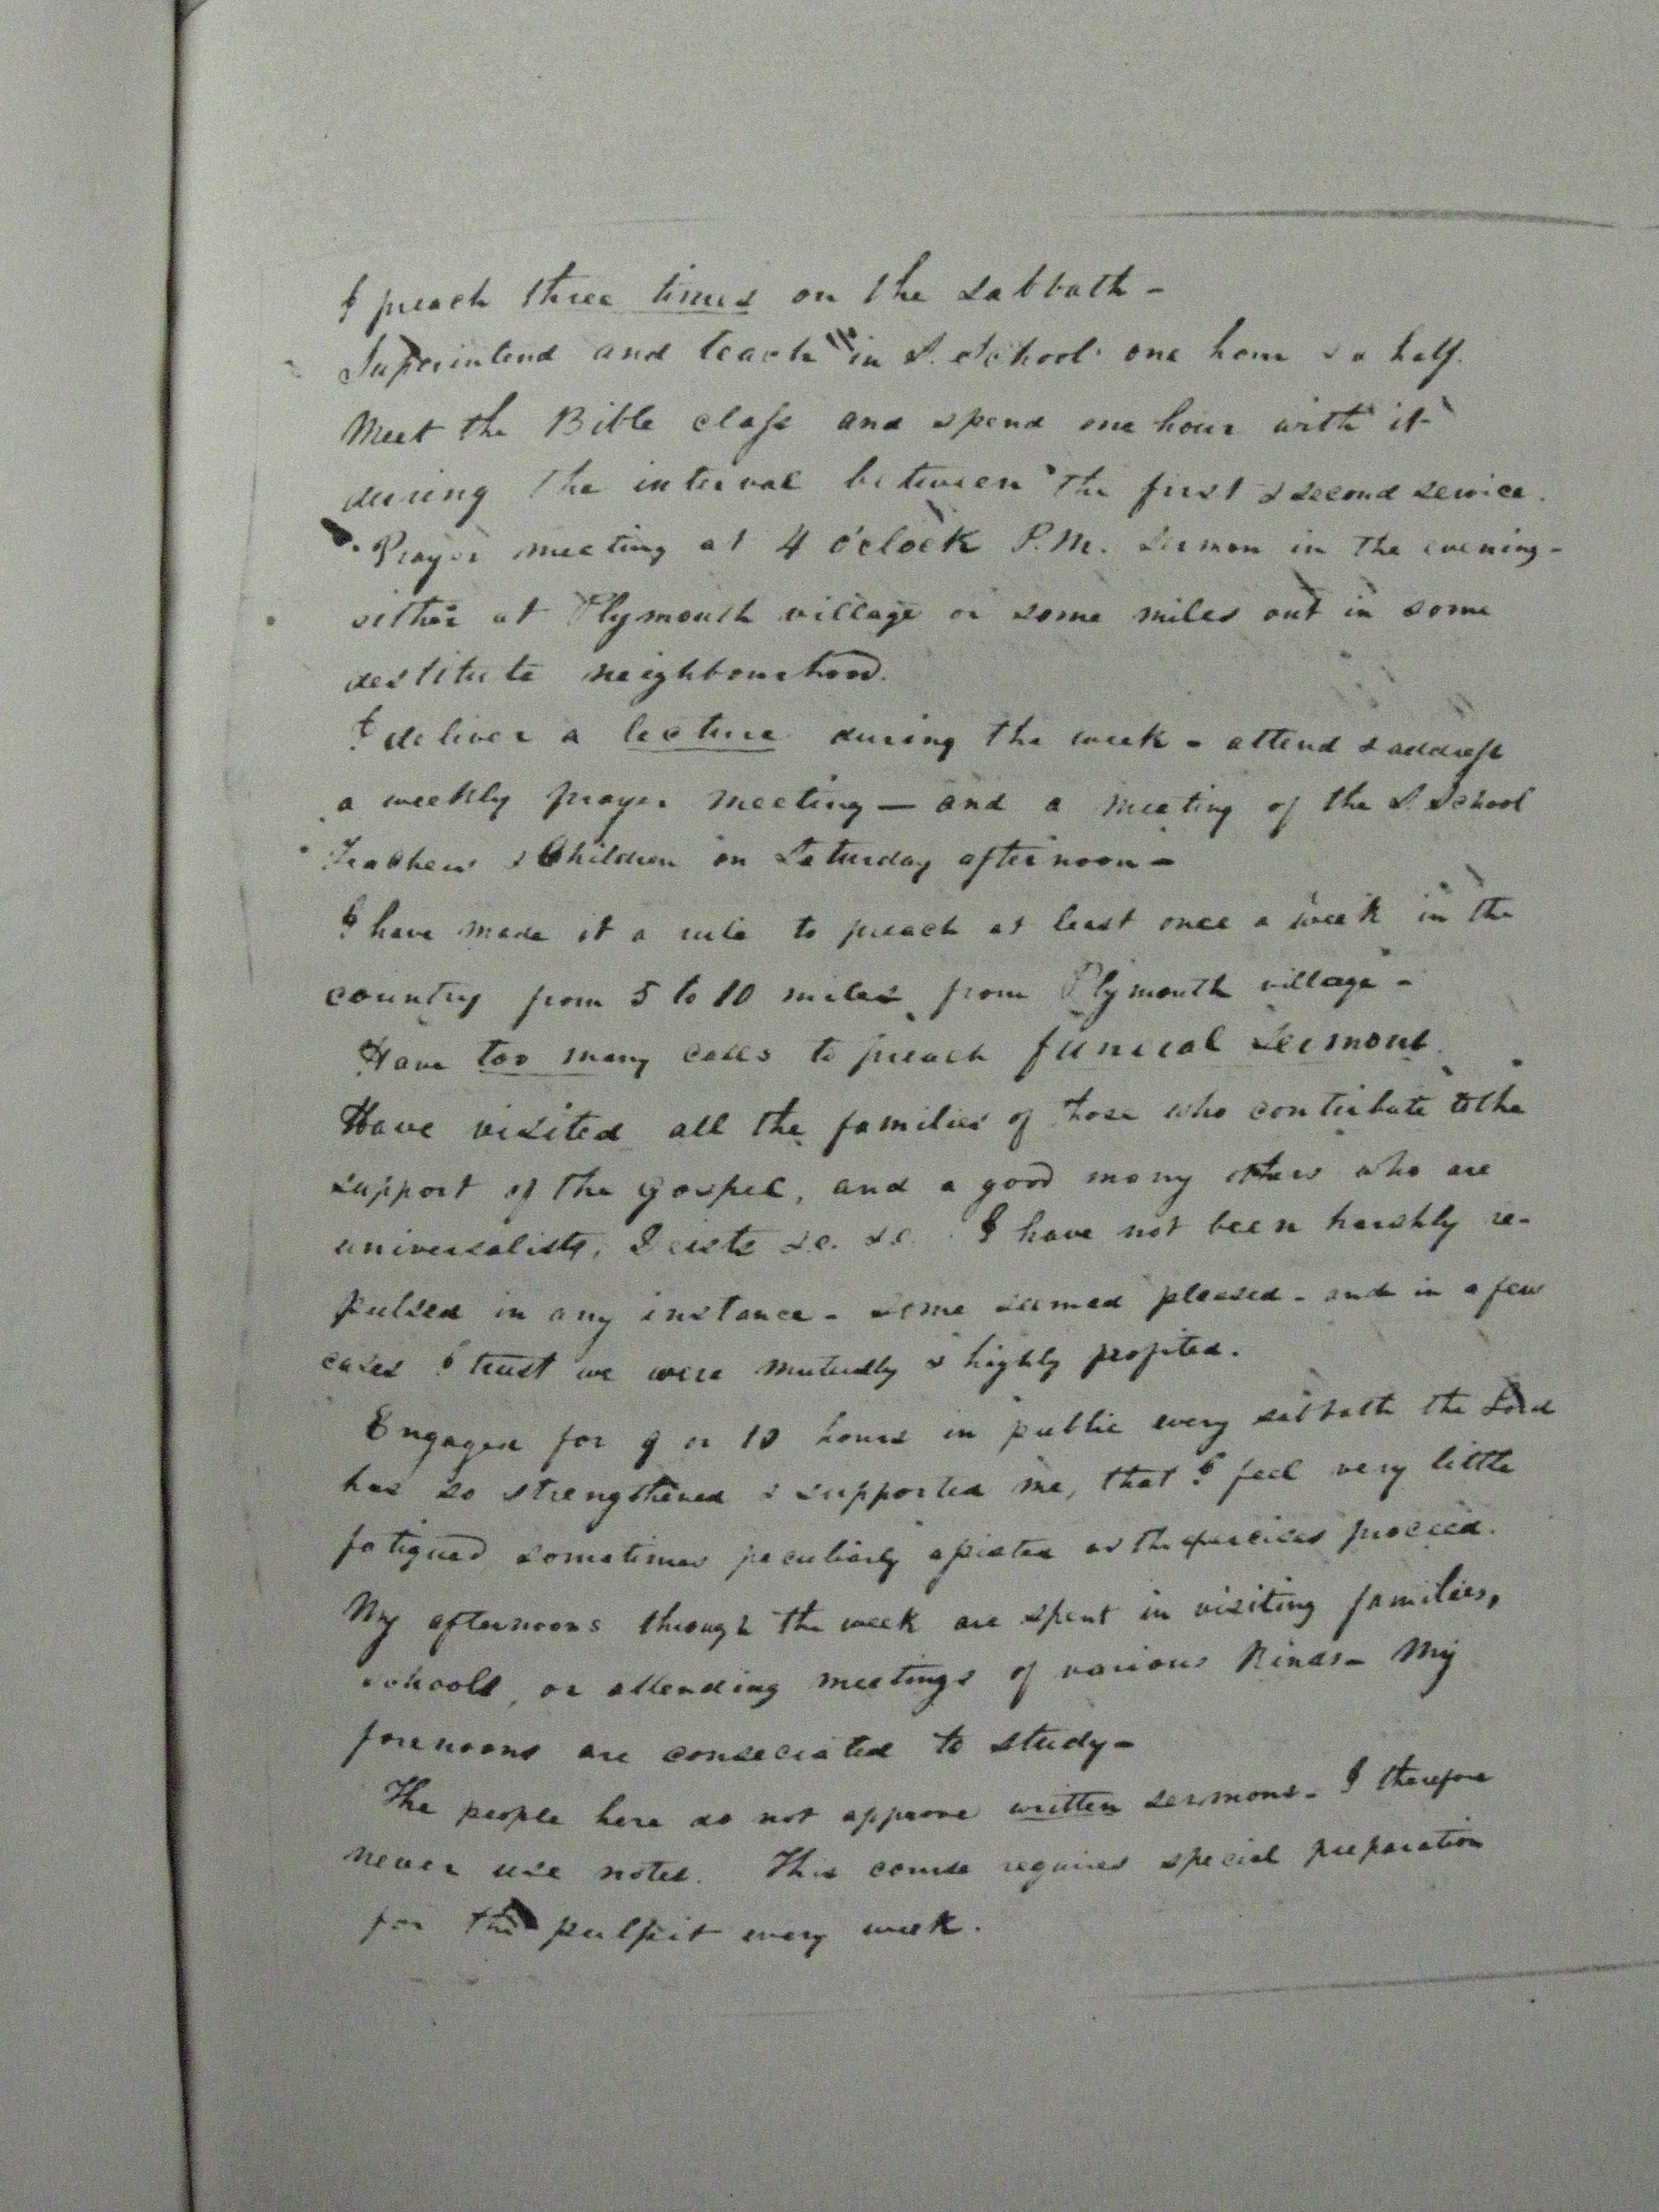 I preach three times on the Sabbath -
Superintend and teach in S. School one hour & a half.
Meet the Bible class and spend one hour with it
during the interval between the first & second service.
Prayer meeting at 4 o'clock P.M. Sermon in the evening -
either at Plymouth village or some miles out in some
destitute neighbourhood.
I deliver a lecture during the week - attend & address
a weekly prayer meeting — and a meeting of the S. School
Teachers & Children on Saturday afternoon -
I have made it a rule to preach at least once a week in the
country from 5 to 10 miles from Plymouth village -
Have too many calls to preach funeral sermons
Have visited all the families of those who contribute to the
support of the Gospel, and a good many others who are
universalists, Deists &c. &c. I have not been harshly re-
pulsed in any instance - some seemed pleased - and in a few
cases I trust we were mutually & highly profited.
Engaged for 9 or 10 hours in public every sabbath the Lord
has so strengthened & supported me, that I feel very little
fatigued sometimes peculiarly as the exercises proceed.
My afternoons through the week are spent in visiting families,
schools, or attending meetings of various kinds - My
forenoons are consecrated to study -
The people here do not approve written sermons - I therefore
never use notes. This course requires special preparation
for the pulpit every week.